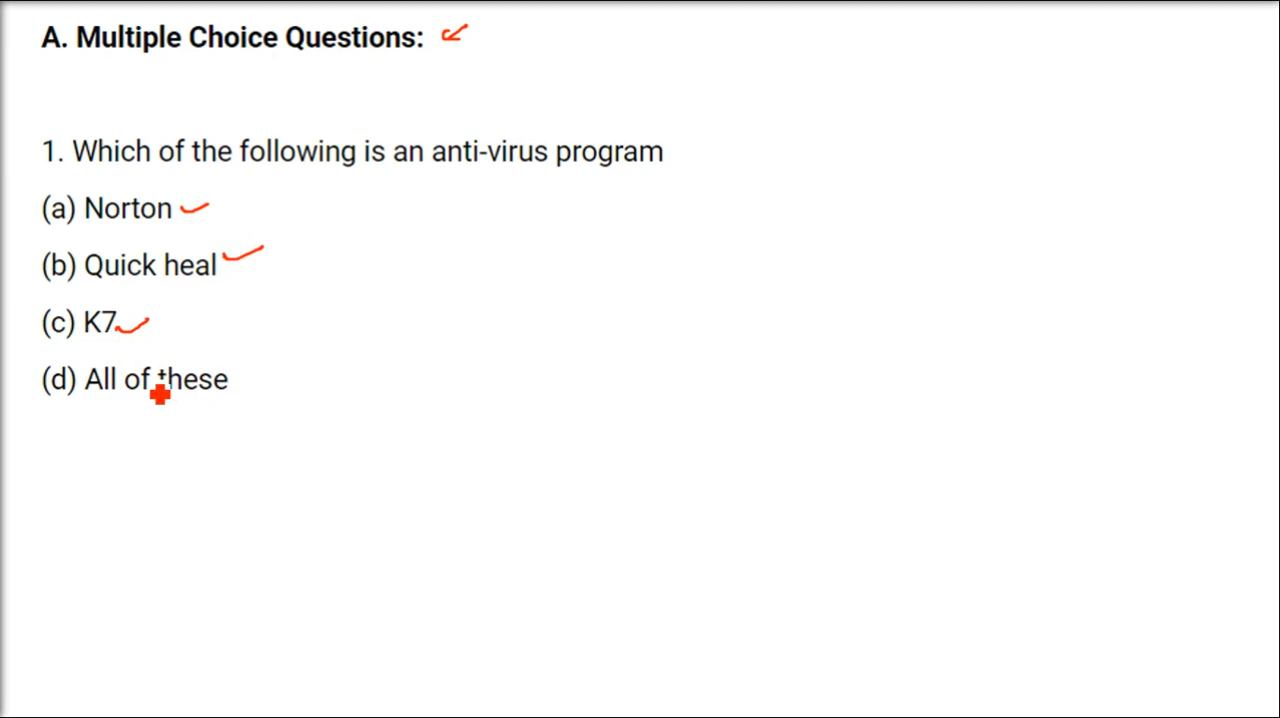 A. Multiple Choice Questions:
1. Which of the following is an anti-virus program
(a) Norton
(b) Quick heal
(c) K7
(d) All of these